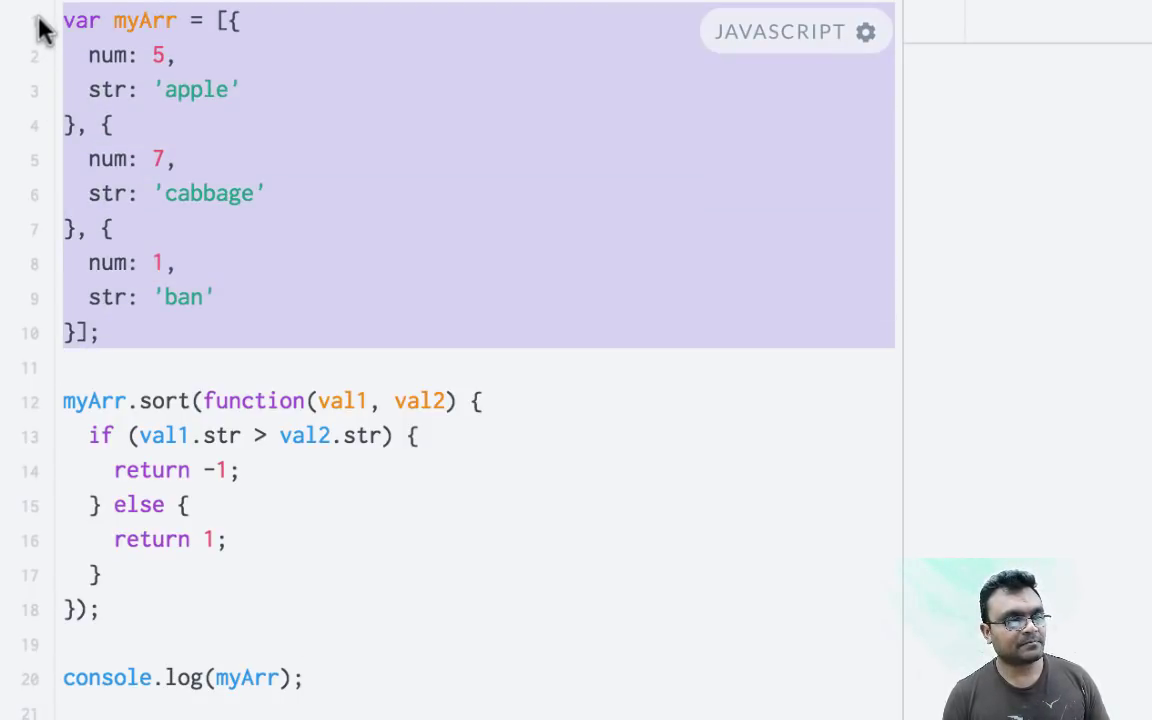 var myArr = [{
JAVASCRIPT
2 num: 5,
3 str: 'apple'
4 }, {
5 num: 7,
6 str: 'cabbage'
7 }, {
8 num: 1,
9 str: 'ban'
10 }];
11
12 myArr.sort(function(val1, val2) {
13 if (val1.str > val2.str) {
14 return -1;
15 } else {
16 return 1;
17 }
18 });
19
20 console.log(myArr);
21